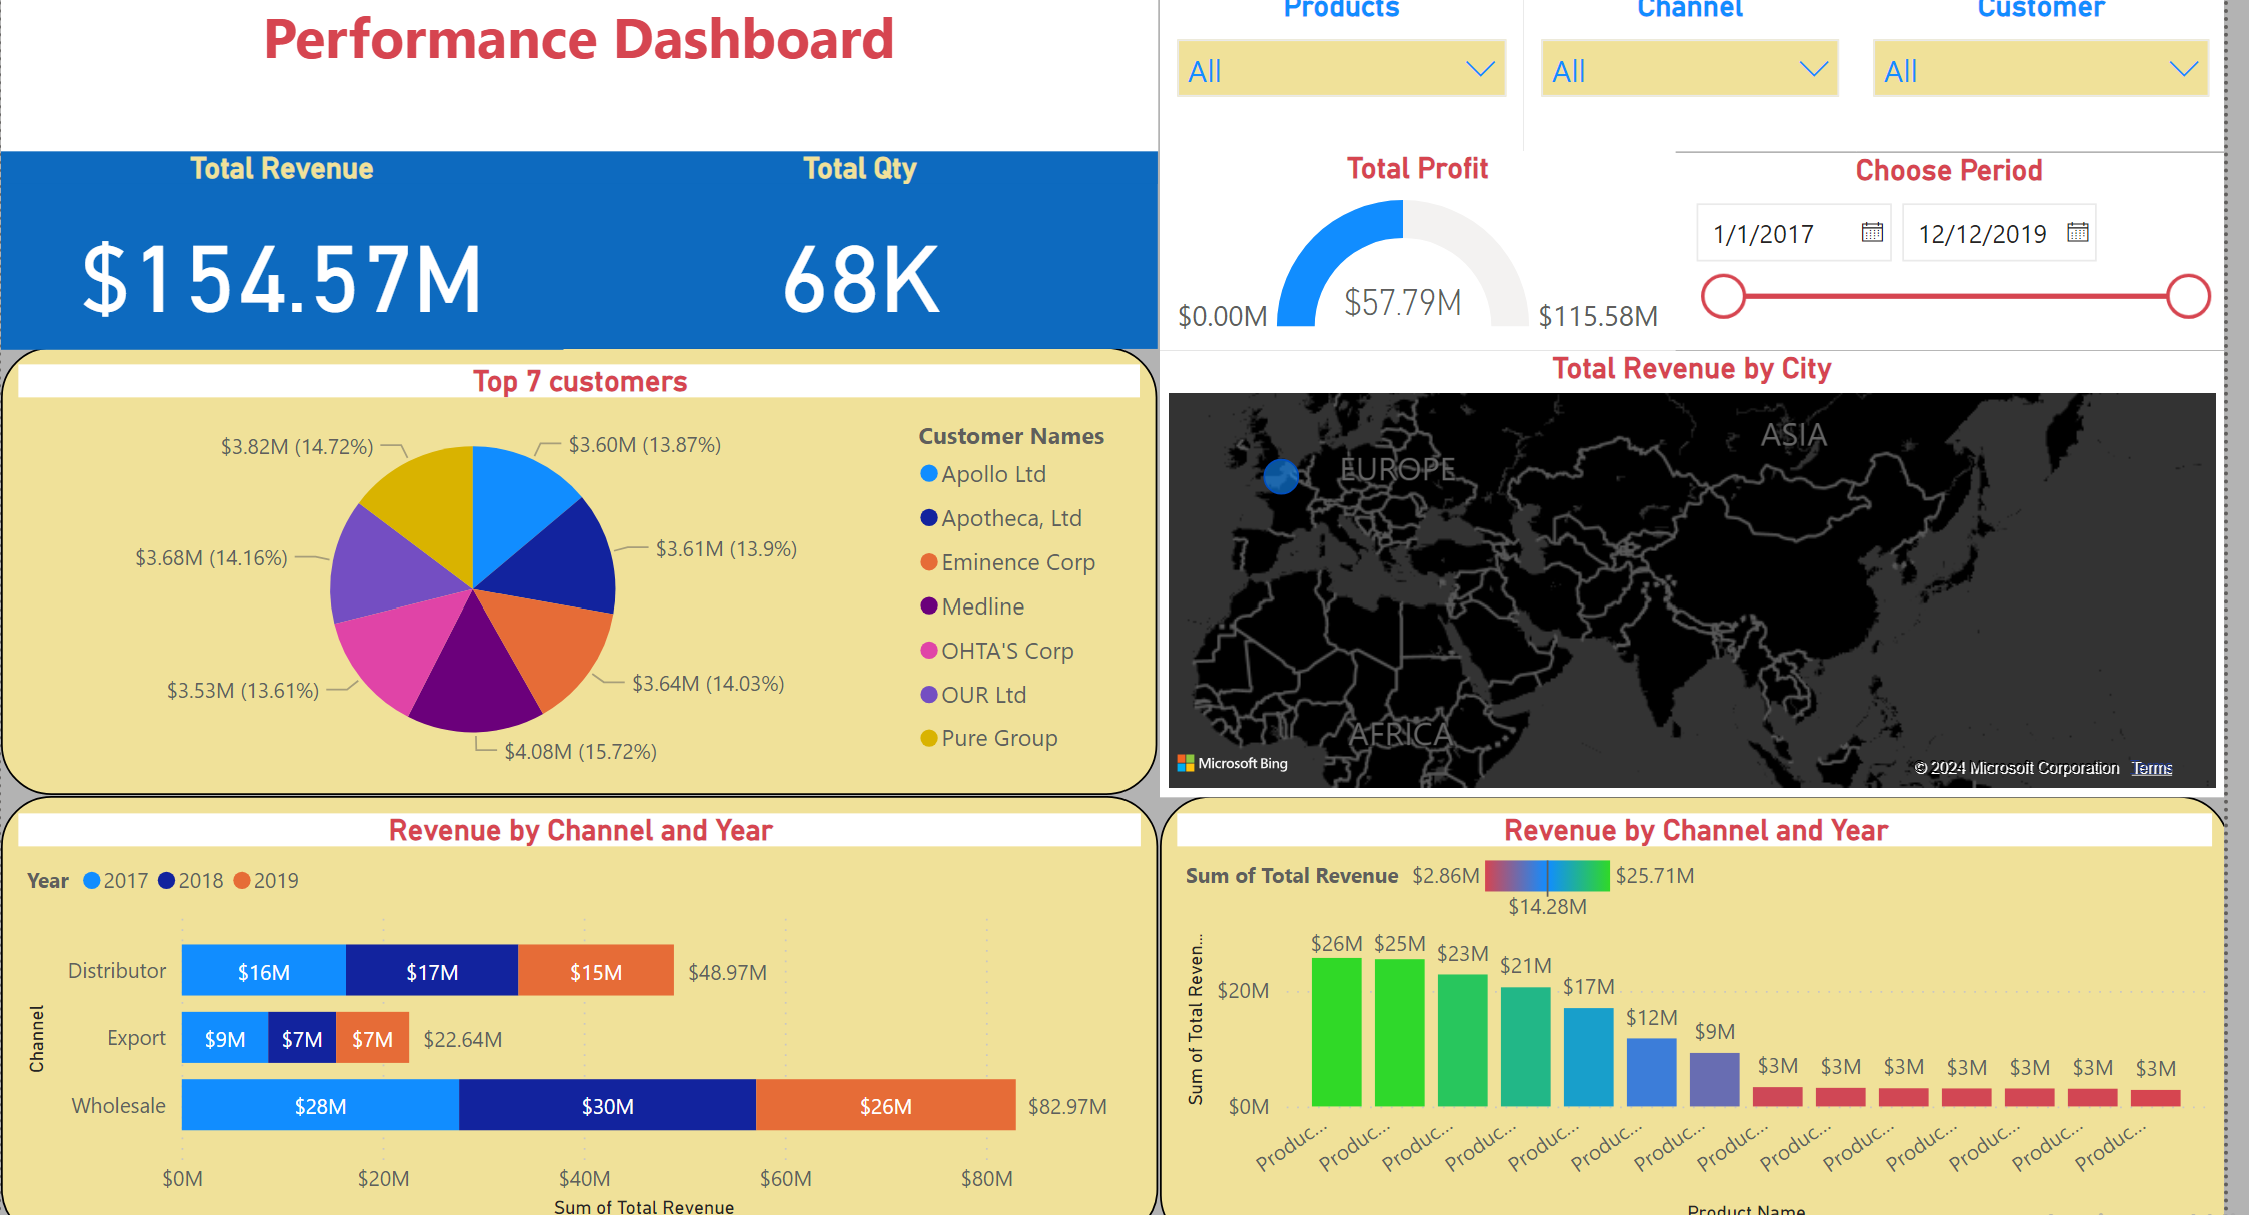 Performance Dashboard
Products
Channel
Customer
All
All
All
Total Revenue
Total Qty
$154.57M
68K
Total Profit
$0.00M
$57.79M
$115.58M
Choose Period
1/1/2017
12/12/2019
Top 7 customers
$3.82M (14.72%)
$3.60M (13.87%)
$3.68M (14.16%)
$3.61M (13.9%)
$3.53M (13.61%)
$3.64M (14.03%)
$4.08M (15.72%)
Customer Names
Apollo Ltd
Apotheca, Ltd
Eminence Corp
Medline
OHTA'S Corp
OUR Ltd
Pure Group
Total Revenue by City
ASIA
EUROPE
AFRICA
Microsoft Bing
© 2024 Microsoft Corporation Terms
Revenue by Channel and Year
Year 2017 2018 2019
Channel
Distributor $16M $17M $15M $48.97M
Export $9M $7M $7M $22.64M
Wholesale $28M $30M $26M $82.97M
$0M $20M $40M $60M $80M
Sum of Total Revenue
Revenue by Channel and Year
Sum of Total Revenue $2.86M $25.71M
$14.28M
Sum of Total Reven...
$20M
$0M
$26M $25M $23M $21M $17M $12M $9M $3M $3M $3M $3M $3M $3M $3M
Produc... Produc... Produc... Produc... Produc... Produc... Produc... Produc... Produc... Produc... Produc... Produc... Produc... Produc...
Product Name